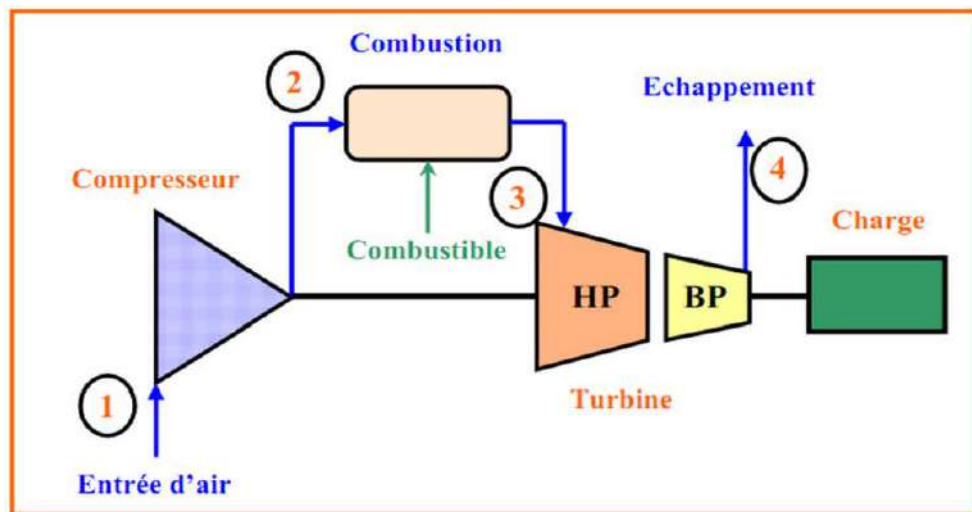 Combustion
2
Echappement
Compresseur
4
3
Charge
Combustible
HP
BP
1
Turbine
Entrée d’air